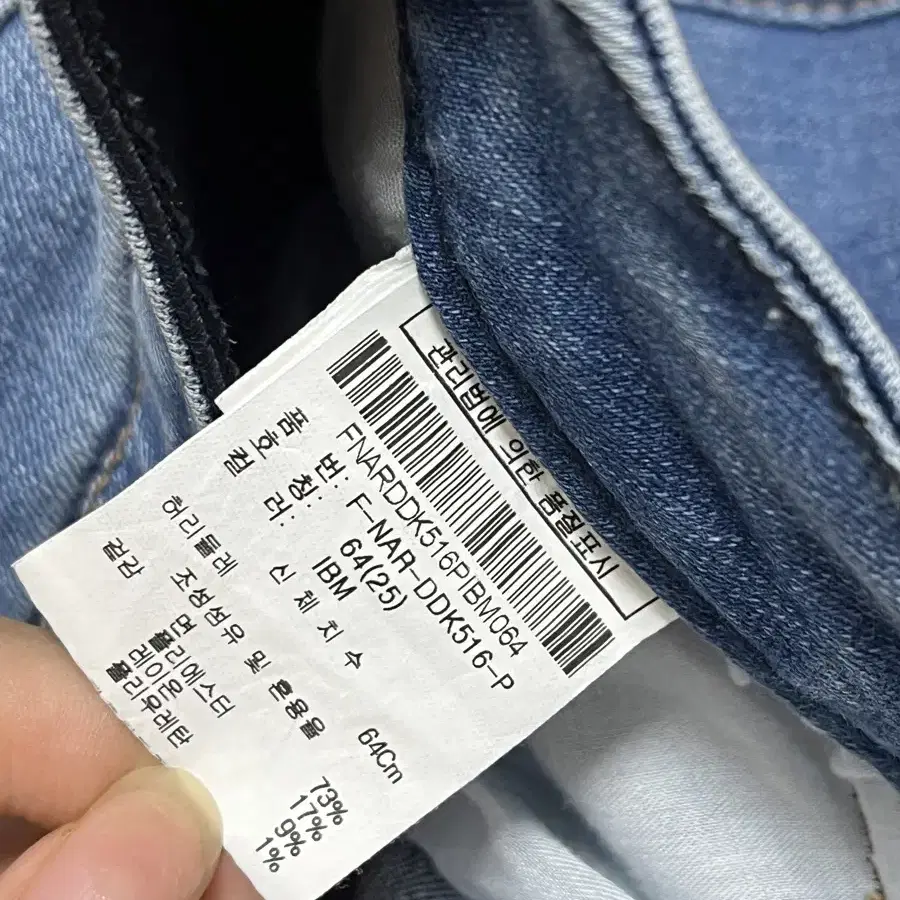 관리법에 의한 품질표시
FNARDDK516PIBM064
품 번: F-NAR-DDK516-P
호 칭: 64(25)
컬 러: IBM
신 체 치 수
허리둘레 64Cm
조성섬유 및 혼용율
겉감 면 73%
폴리에스터 17%
레이온 9%
폴리우레탄 1%